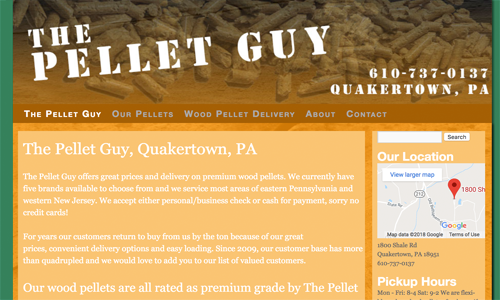 THE
PELLET GUY
610-737-0137
QUAKERTOWN, PA
The Pellet Guy Our Pellets Wood Pellet Delivery About Contact
The Pellet Guy, Quakertown, PA
The Pellet Guy offers great prices and delivery on premium wood pellets. We currently have
five brands available to choose from and we service most areas of eastern Pennsylvania and
western New Jersey. We accept either personal/business check or cash for payment, sorry no
credit cards!
For years our customers return to buy from us by the ton because of our great
prices, convenient delivery options and easy loading. Since 2009, our customer base has more
than quadrupled and we would love to add you to our list of valued customers.
Our wood pellets are all rated as premium grade by The Pellet
Search
Our Location
View larger map
1800 Sh
Google
Map data ©2018 Google Terms of Use
1800 Shale Rd
Quakertown, PA 18951
610-737-0137
Pickup Hours
Mon - Fri: 8-4 Sat: 9-2 We are flexi-